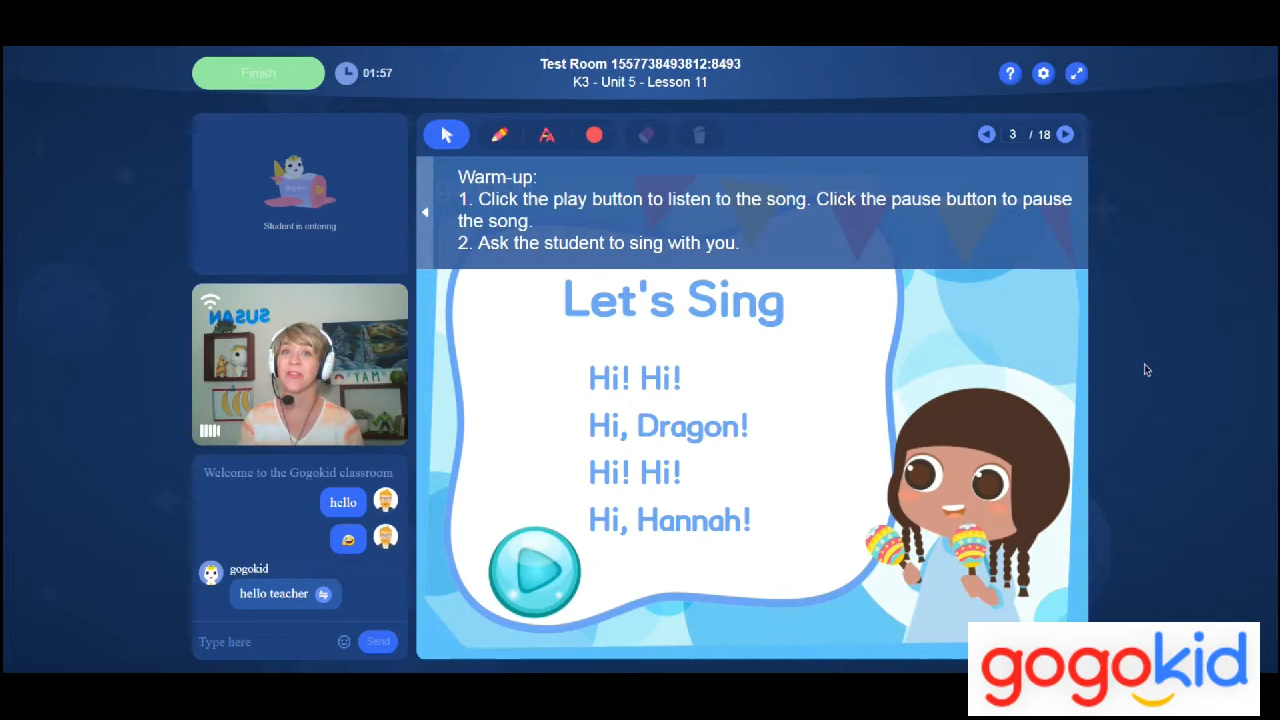 Finish
01:57
Test Room 1557738493812:8493
K3 - Unit 5 - Lesson 11
?
A
3 / 18
Student is entering
Warm-up:
1. Click the play button to listen to the song. Click the pause button to pause
the song.
2. Ask the student to sing with you.
SUSAN
YAM
Let's Sing
Hi! Hi!
Hi, Dragon!
Hi! Hi!
Hi, Hannah!
Welcome to the Gogokid classroom
hello
gogokid
hello teacher
Type here
Send
gogokid